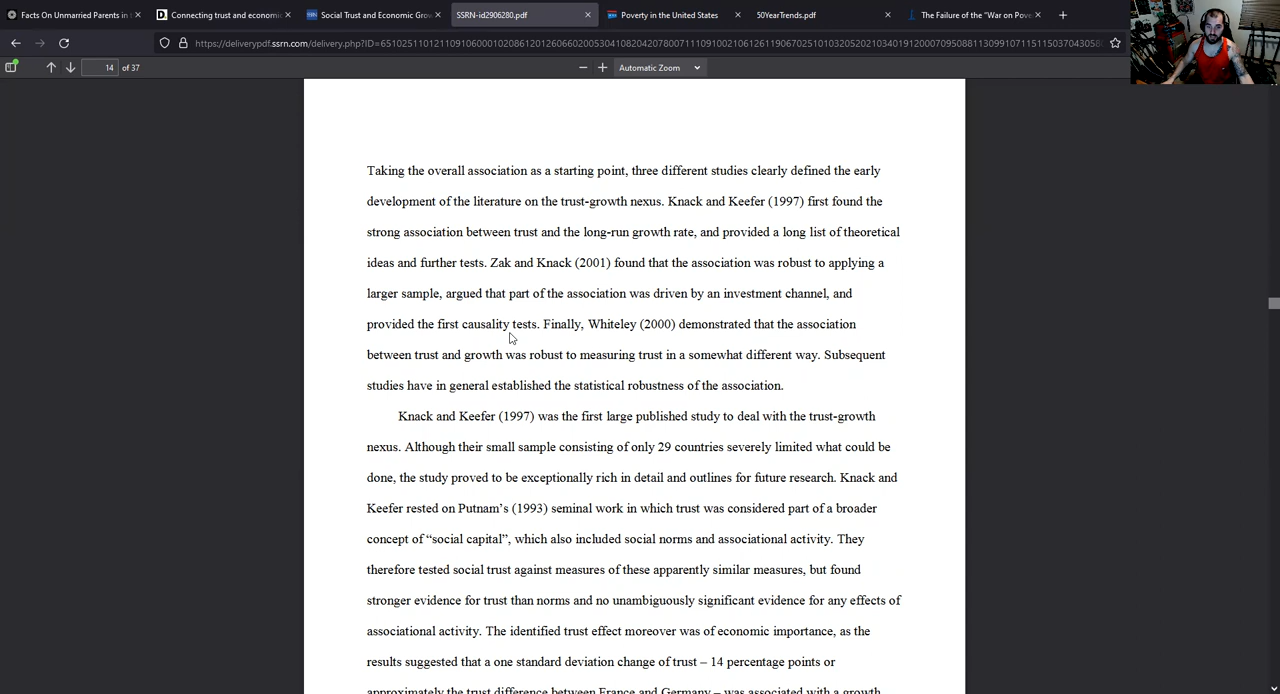 Facts On Unmarried Parents in t
Connecting trust and economic
Social Trust and Economic Grow
SSRN-id2906280.pdf
Poverty in the United States
50YearTrends.pdf
The Failure of the "War on Pove
14 of 37
Automatic Zoom
Taking the overall association as a starting point, three different studies clearly defined the early
development of the literature on the trust-growth nexus. Knack and Keefer (1997) first found the
strong association between trust and the long-run growth rate, and provided a long list of theoretical
ideas and further tests. Zak and Knack (2001) found that the association was robust to applying a
larger sample, argued that part of the association was driven by an investment channel, and
provided the first causality tests. Finally, Whiteley (2000) demonstrated that the association
between trust and growth was robust to measuring trust in a somewhat different way. Subsequent
studies have in general established the statistical robustness of the association.
Knack and Keefer (1997) was the first large published study to deal with the trust-growth
nexus. Although their small sample consisting of only 29 countries severely limited what could be
done, the study proved to be exceptionally rich in detail and outlines for future research. Knack and
Keefer rested on Putnam's (1993) seminal work in which trust was considered part of a broader
concept of "social capital", which also included social norms and associational activity. They
therefore tested social trust against measures of these apparently similar measures, but found
stronger evidence for trust than norms and no unambiguously significant evidence for any effects of
associational activity. The identified trust effect moreover was of economic importance, as the
results suggested that a one standard deviation change of trust – 14 percentage points or
approximately the trust difference between France and Germany – was associated with a growth